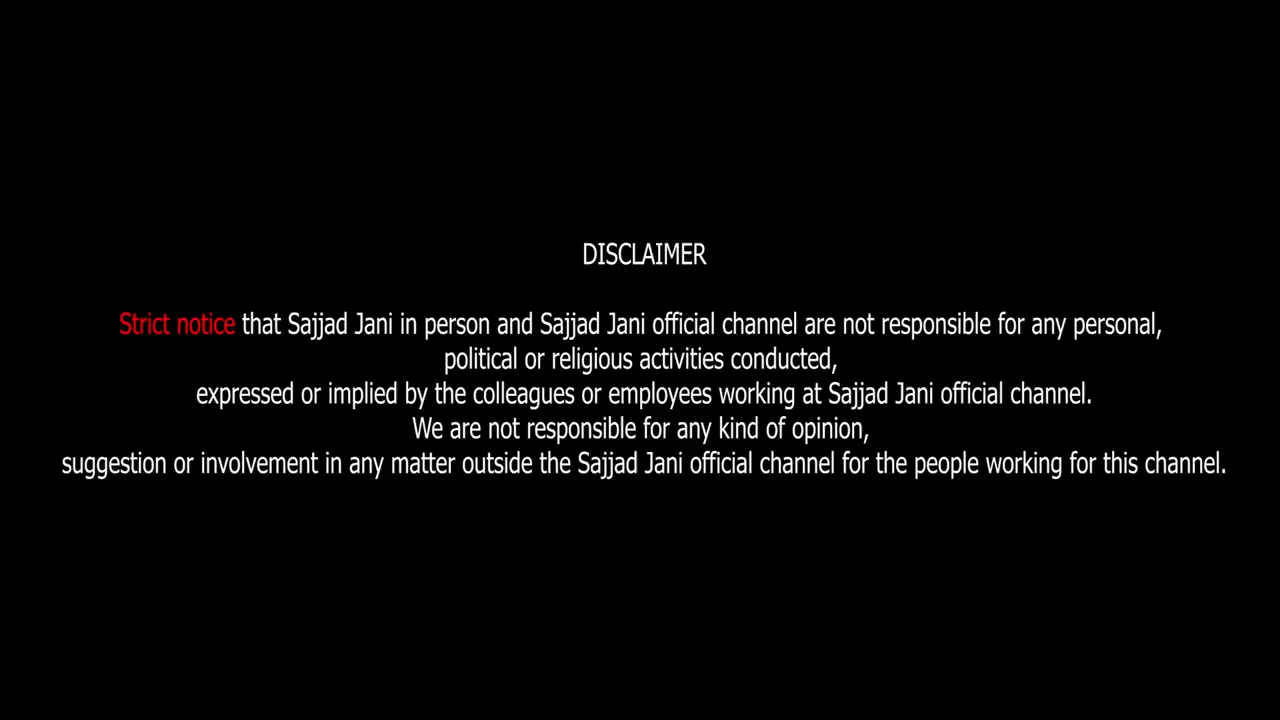 DISCLAIMER
Strict notice that Sajjad Jani in person and Sajjad Jani official channel are not responsible for any personal,
political or religious activities conducted,
expressed or implied by the colleagues or employees working at Sajjad Jani official channel.
We are not responsible for any kind of opinion,
suggestion or involvement in any matter outside the Sajjad Jani official channel for the people working for this channel.